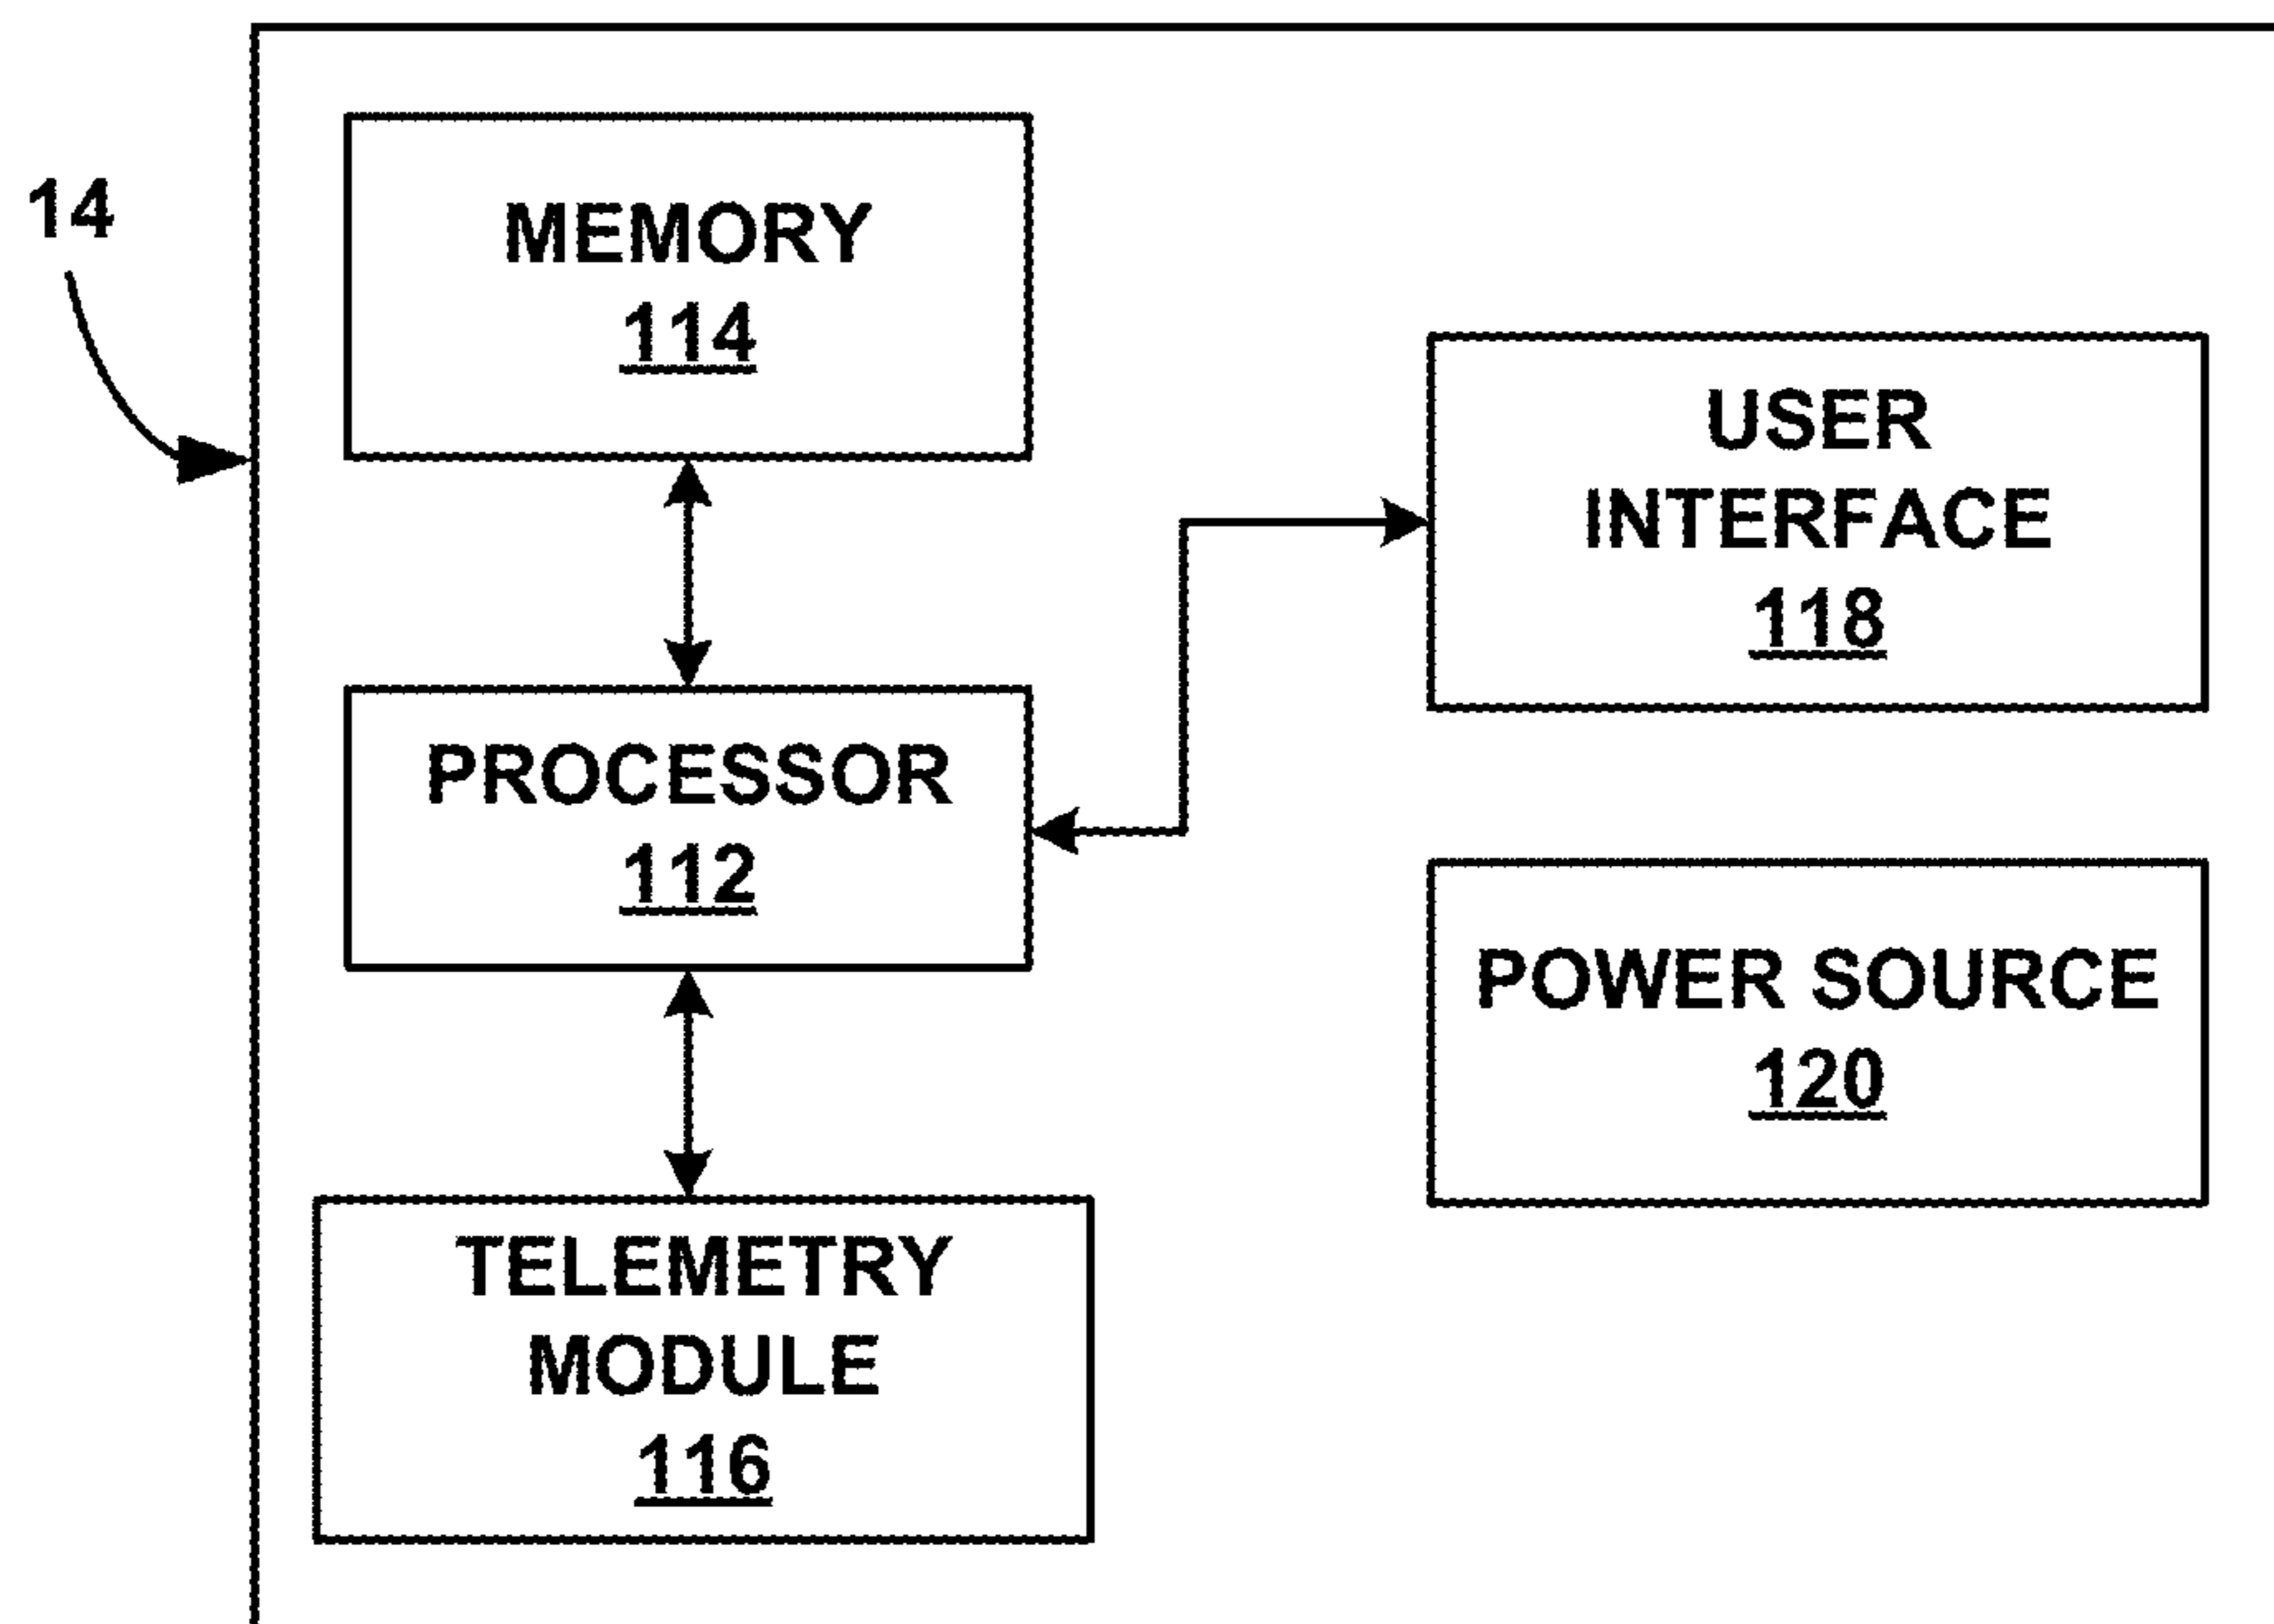 14
MEMORY
114
USER
INTERFACE
118
PROCESSOR
112
POWER SOURCE
120
TELEMETRY
MODULE
116